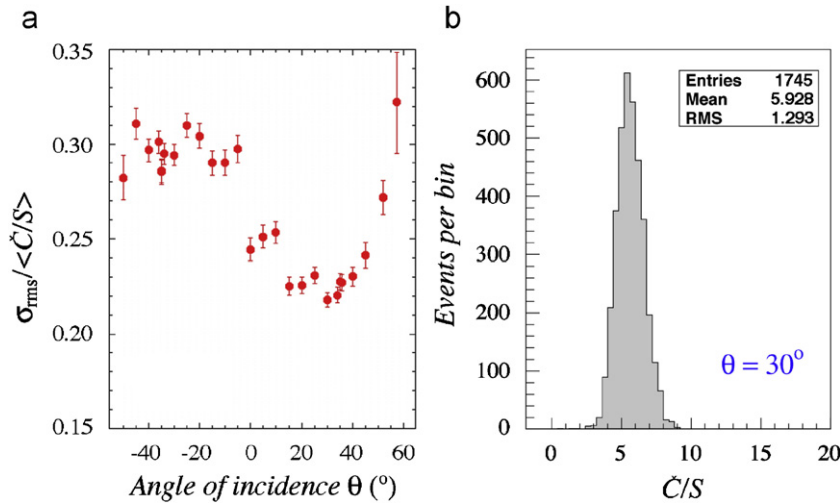 a
0.35
0.30
0.25
0.20
0.15
σrms/<Č/S>
-40 -20 0 20 40 60
Angle of incidence θ (°)
b
600
500
400
300
200
100
0
Events per bin
Entries 1745
Mean 5.928
RMS 1.293
θ = 30°
0 5 10 15 20
Č/S